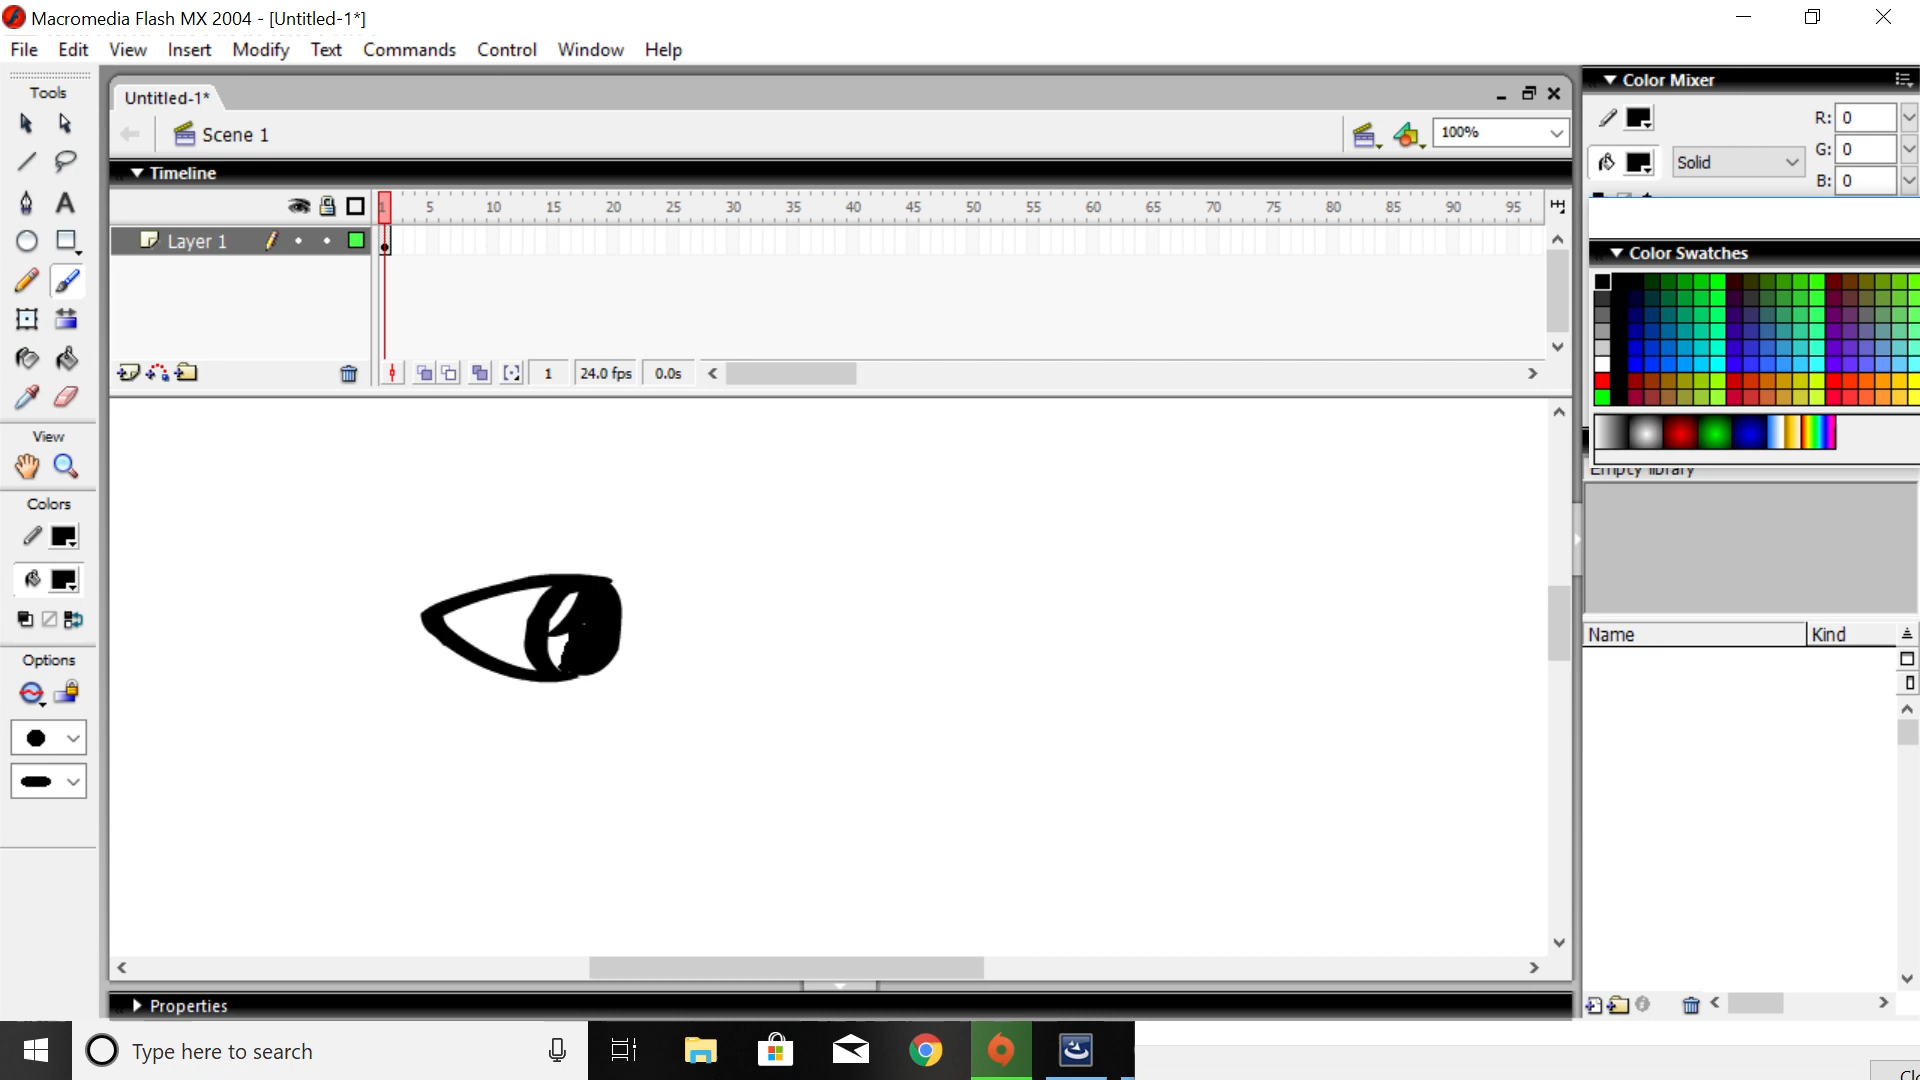 Macromedia Flash MX 2004 - [Untitled-1*]
File Edit View Insert Modify Text Commands Control Window Help
Tools
Untitled-1*
Scene 1
100%
Timeline
1 5 10 15 20 25 30 35 40 45 50 55 60 65 70 75 80 85 90 95
Layer 1
1 24.0 fps 0.0s
View
Colors
Options
Properties
Color Mixer
R: 0
Solid
G: 0
B: 0
Color Swatches
Empty library
Name Kind
Type here to search